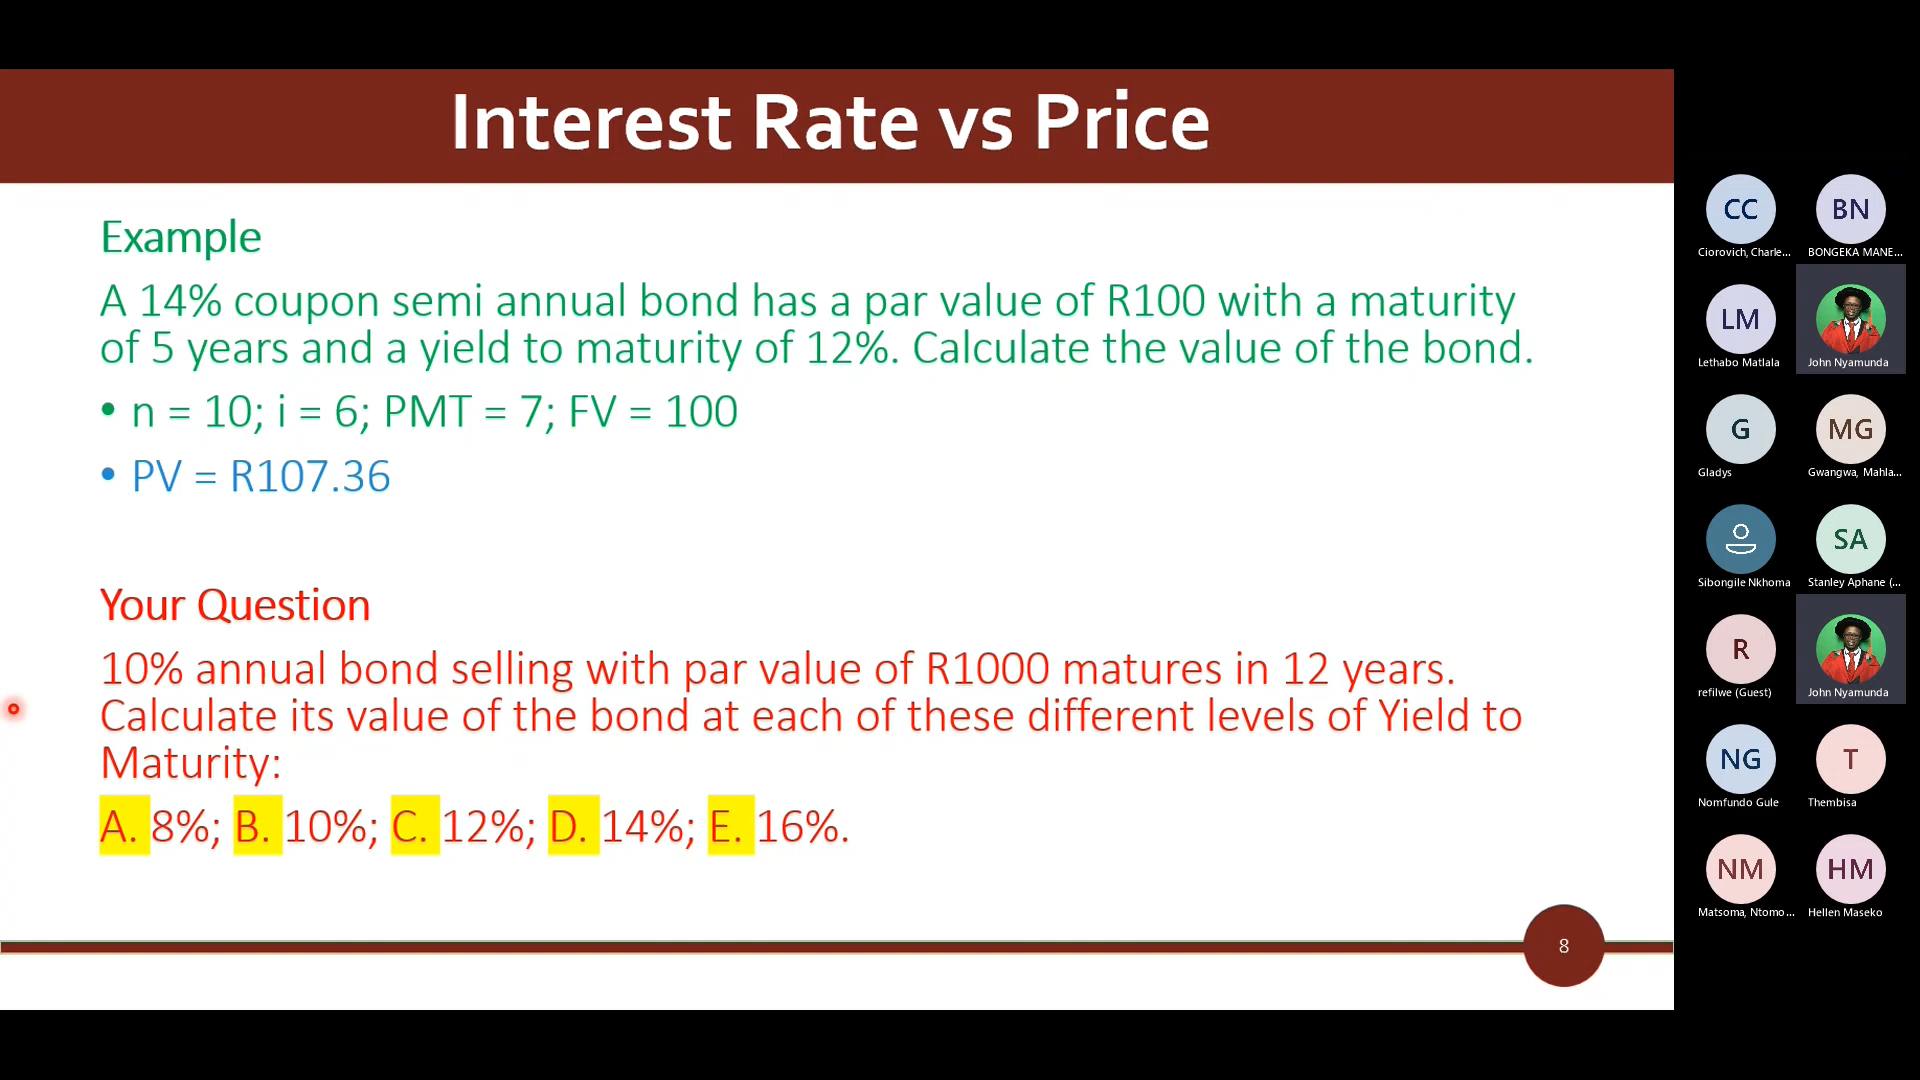 Interest Rate vs Price
Example
A 14% coupon semi annual bond has a par value of R100 with a maturity
of 5 years and a yield to maturity of 12%. Calculate the value of the bond.
• n = 10; i = 6; PMT = 7; FV = 100
• PV = R107.36
Your Question
10% annual bond selling with par value of R1000 matures in 12 years.
Calculate its value of the bond at each of these different levels of Yield to
Maturity:
A. 8%; B. 10%; C. 12%; D. 14%; E. 16%.
8
CC
Ciorovich, Charle...
BN
BONGEKA MANE...
LM
Lethabo Matlala
John Nyamunda
G
Gladys
MG
Gwangwa, Mahla...
Sibongile Nkhoma
SA
Stanley Aphane (...
R
refilwe (Guest)
John Nyamunda
NG
Nomfundo Gule
T
Thembisa
NM
Matsoma, Ntomo...
HM
Hellen Maseko